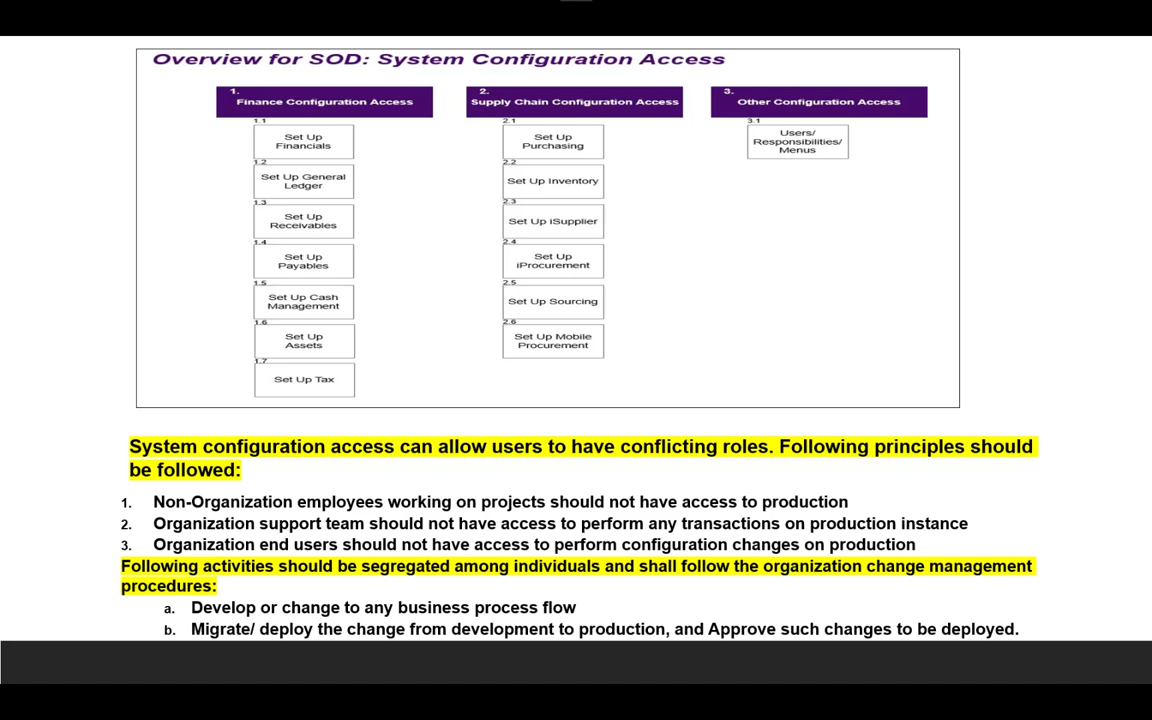 Overview for SOD: System Configuration Access
1.
Finance Configuration Access
2.
Supply Chain Configuration Access
3.
Other Configuration Access
1.1
Set Up
Financials
1.2
Set Up General
Ledger
1.3
Set Up
Receivables
1.4
Set Up
Payables
1.5
Set Up Cash
Management
1.6
Set Up
Assets
1.7
Set Up Tax
2.1
Set Up
Purchasing
2.2
Set Up Inventory
2.3
Set Up iSupplier
2.4
Set Up
iProcurement
2.5
Set Up Sourcing
2.6
Set Up Mobile
Procurement
3.1
Users/
Responsibilities/
Menus
System configuration access can allow users to have conflicting roles. Following principles should
be followed:
1. Non-Organization employees working on projects should not have access to production
2. Organization support team should not have access to perform any transactions on production instance
3. Organization end users should not have access to perform configuration changes on production
Following activities should be segregated among individuals and shall follow the organization change management
procedures:
a. Develop or change to any business process flow
b. Migrate/ deploy the change from development to production, and Approve such changes to be deployed.